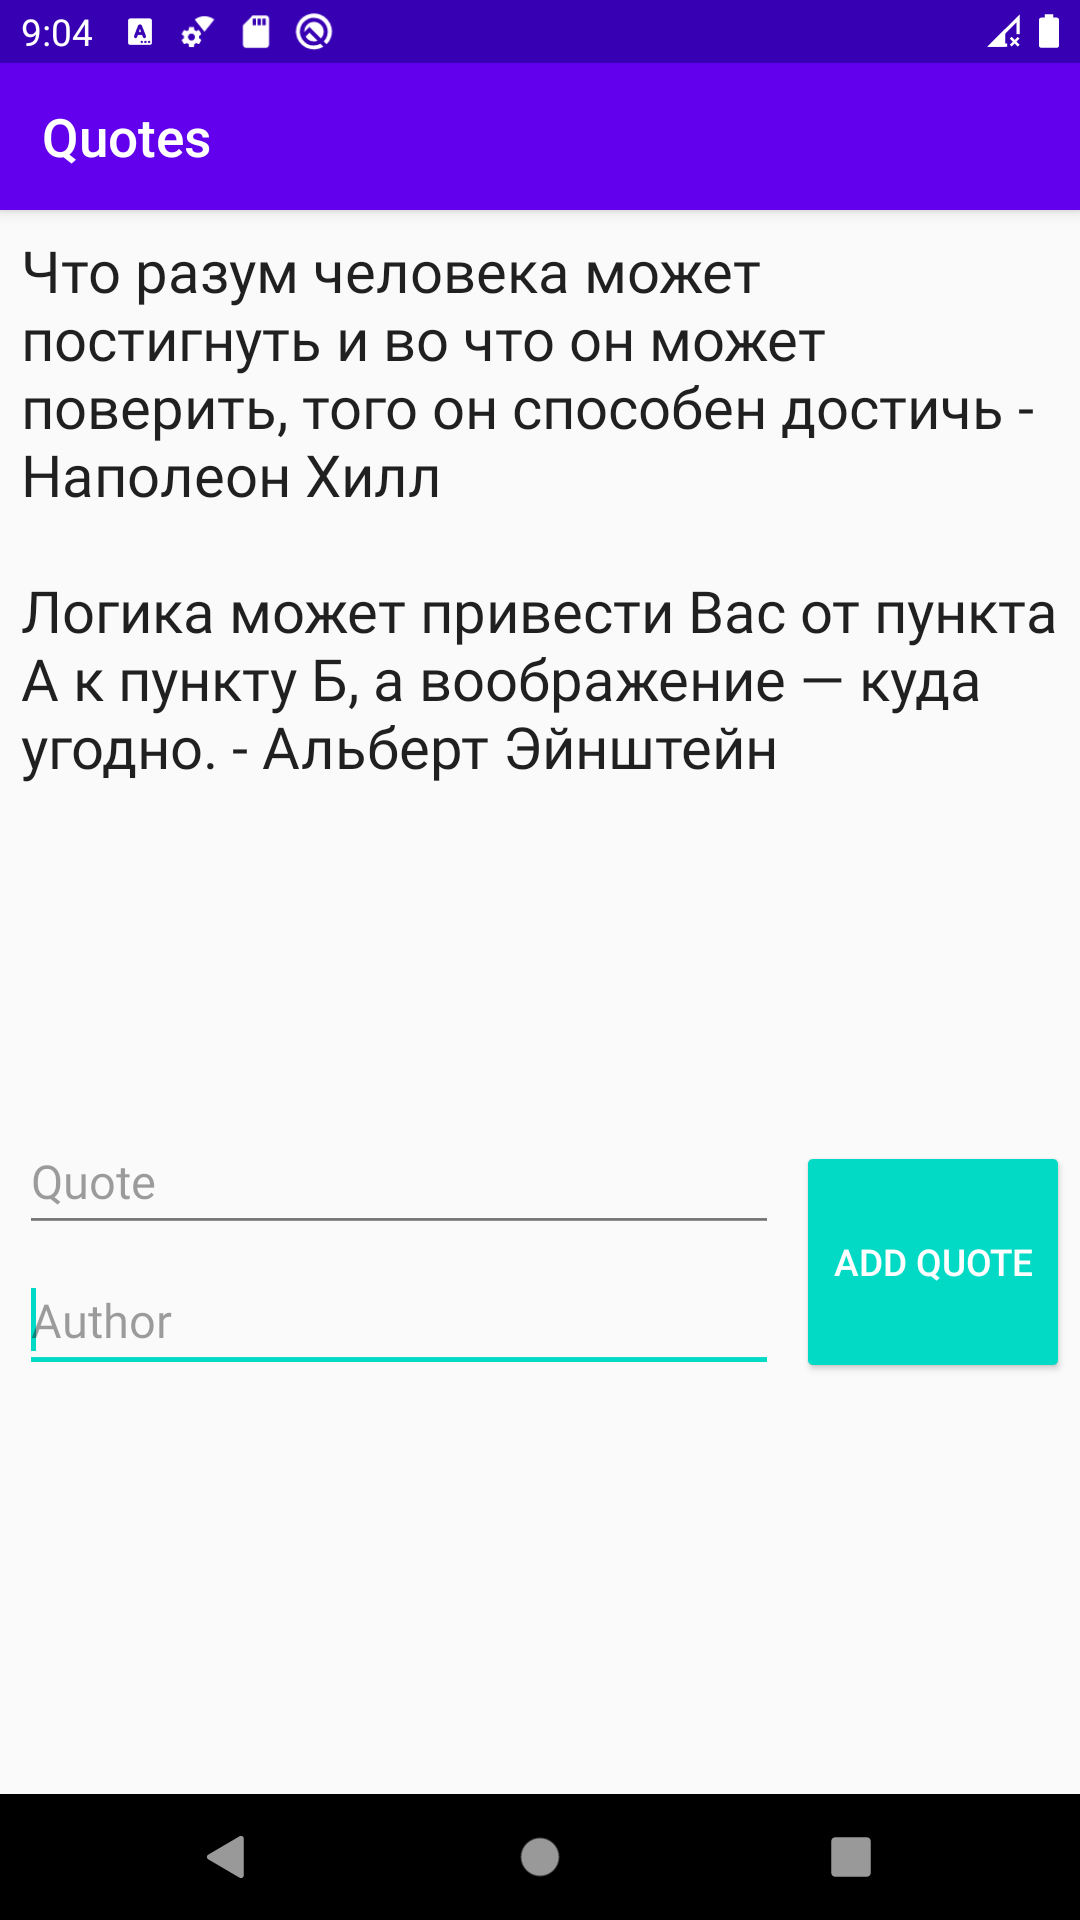 9:04
Quotes
Что разум человека может
постигнуть и во что он может
поверить, того он способен достичь -
Наполеон Хилл
Логика может привести Вас от пункта
А к пункту Б, а воображение — куда
угодно. - Альберт Эйнштейн
Quote
Author
ADD QUOTE